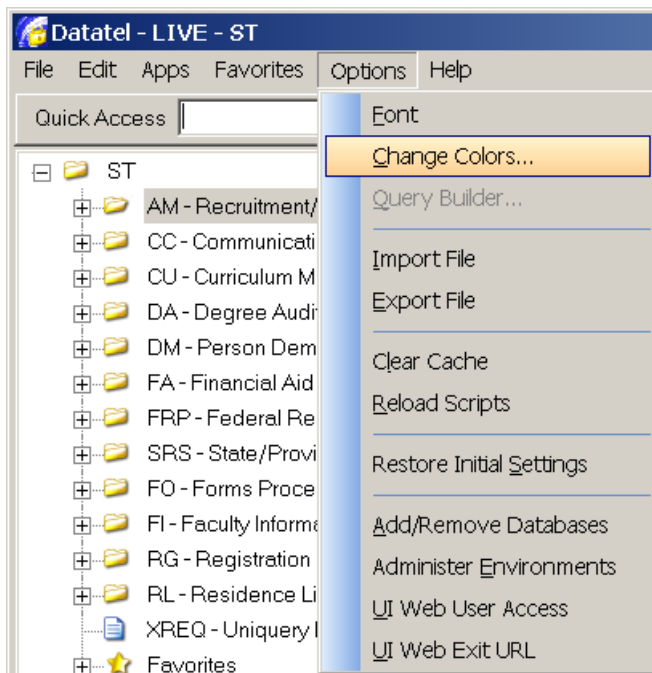 Datatel - LIVE - ST
File Edit Apps Favorites Options Help
Quick Access
Font
Change Colors...
Query Builder...
Import File
Export File
Clear Cache
Reload Scripts
Restore Initial Settings
Add/Remove Databases
Administer Environments
UI Web User Access
UI Web Exit URL
ST
AM - Recruitment/
CC - Communicati
CU - Curriculum M
DA - Degree Audi
DM - Person Dem
FA - Financial Aid
FRP - Federal Re
SRS - State/Provi
FO - Forms Proce
FI - Faculty Inform
RG - Registration
RL - Residence Li
XREQ - Uniquery
Favorites